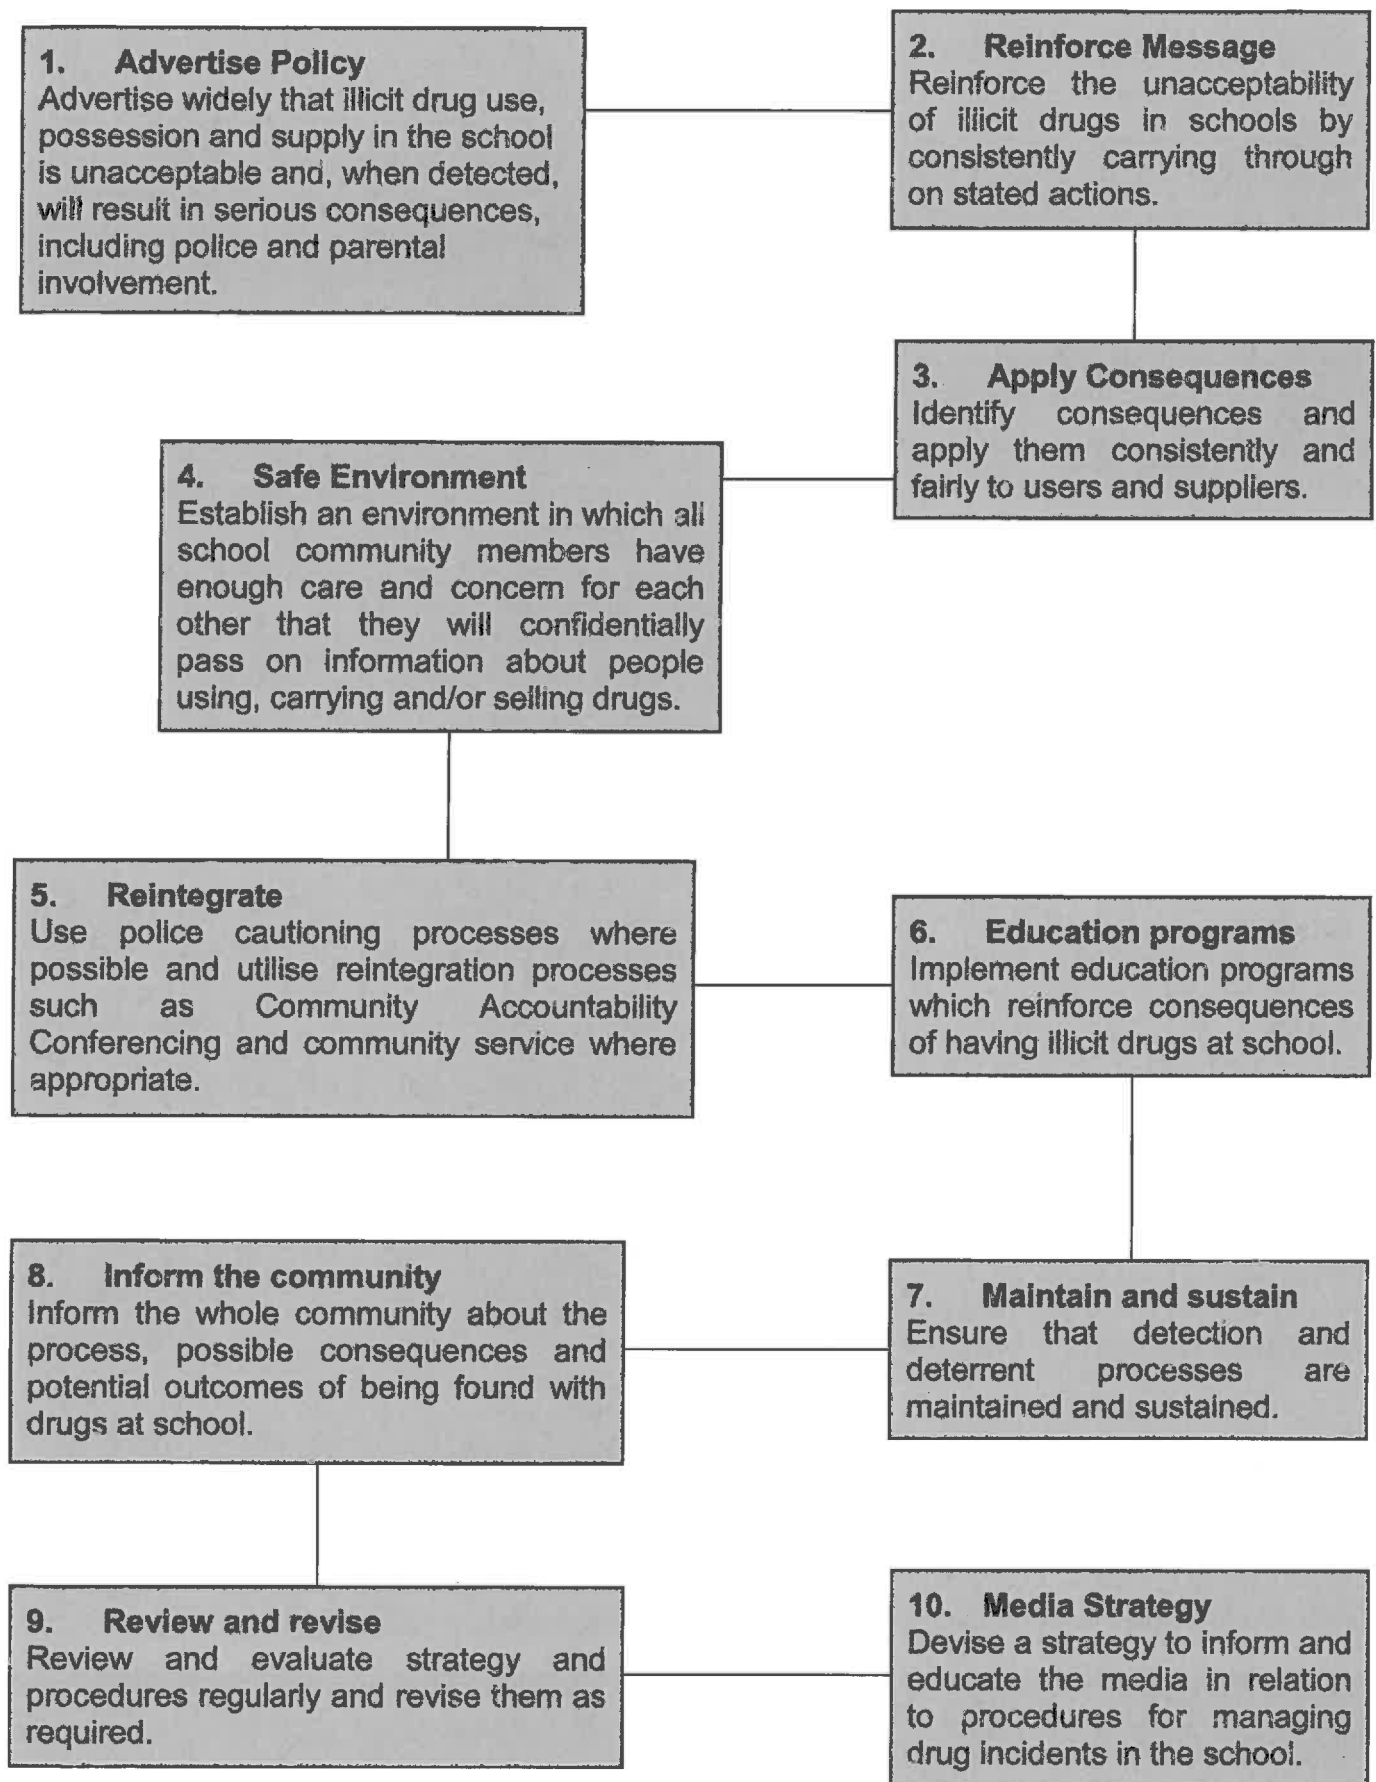 1. Advertise Policy
Advertise widely that illicit drug use,
possession and supply in the school
is unacceptable and, when detected,
will result in serious consequences,
including police and parental
involvement.
2. Reinforce Message
Reinforce the unacceptability
of illicit drugs in schools by
consistently carrying through
on stated actions.
3. Apply Consequences
Identify consequences and
apply them consistently and
fairly to users and suppliers.
4. Safe Environment
Establish an environment in which all
school community members have
enough care and concern for each
other that they will confidentially
pass on information about people
using, carrying and/or selling drugs.
5. Reintegrate
Use police cautioning processes where
possible and utilise reintegration processes
such as Community Accountability
Conferencing and community service where
appropriate.
6. Education programs
Implement education programs
which reinforce consequences
of having illicit drugs at school.
7. Maintain and sustain
Ensure that detection and
deterrent processes are
maintained and sustained.
8. Inform the community
Inform the whole community about the
process, possible consequences and
potential outcomes of being found with
drugs at school.
9. Review and revise
Review and evaluate strategy and
procedures regularly and revise them as
required.
10. Media Strategy
Devise a strategy to inform and
educate the media in relation
to procedures for managing
drug incidents in the school.